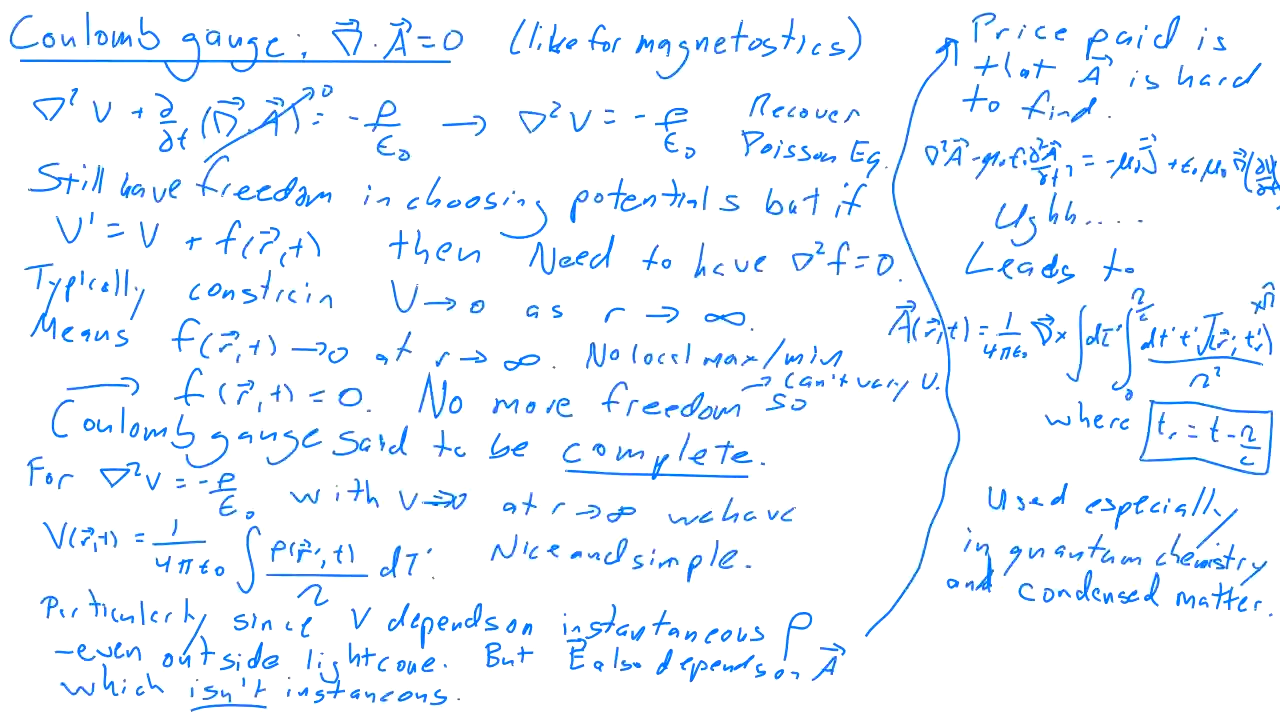 Coulomb gauge: ∇⃗·A⃗ = 0 (like for magnetostics)
∇²V + ∂/∂t (∇⃗·A⃗)→0 = -ρ/ε₀ → ∇²V = -ρ/ε₀ Recover Poisson Eq.
Still have freedom in choosing potentials but if
V' = V + f(r⃗,t) then Need to have ∇²f = 0.
Typically constrain V → 0 as r → ∞.
Means f(r⃗,t) → 0 at r → ∞. No local max/min
→ f(r⃗,t) = 0. No more freedom → Can't vary V. so
Coulomb gauge said to be complete.
For ∇²V = -ρ/ε₀ with V → 0 at r → ∞ we have
V(r⃗,t) = 1/4πε₀ ∫ ρ(r⃗',t)/r dτ'. Nice and simple.
Particularly since V depends on instantaneous ρ
- even outside lightcone. But E⃗ also depends on A⃗
which isn't instaneous.
Price paid is
that A⃗ is hard
to find.
∇²A⃗ - μ₀ε₀ ∂²A⃗/∂t² = -μ₀J⃗ + ε₀μ₀ ∇⃗(∂V/∂t)
Ughh....
Leads to
A⃗(r⃗,t) = 1/4πε₀ ∇⃗× ∫dτ' ∫₀^{r/c} dt' t' J⃗(r⃗', t'ᵣ) × r̂ / r²
where tᵣ = t - r/c
Used especially
in quantum chemistry
and condensed matter.